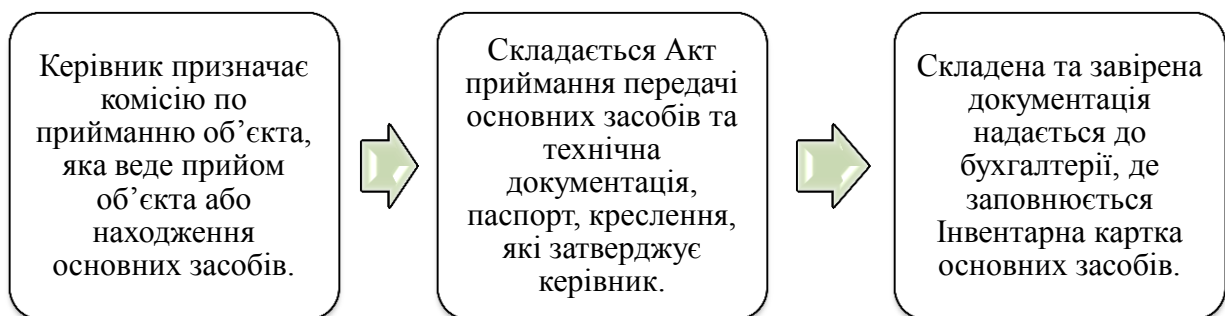 Керівник призначає
комісію по
прийманню об’єкта,
яка веде прийом
об’єкта або
находження
основних засобів.
Складається Акт
приймання передачі
основних засобів та
технічна
документація,
паспорт, креслення,
які затверджує
керівник.
Складена та завірена
документація
надається до
бухгалтерії, де
заповнюється
Інвентарна картка
основних засобів.